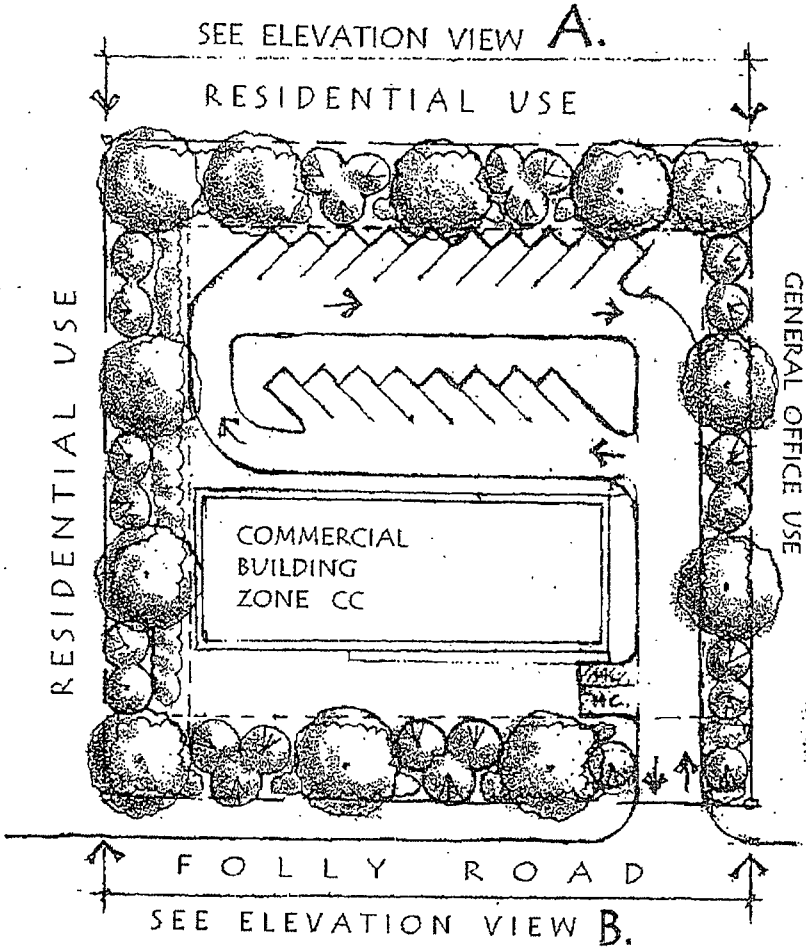 SEE ELEVATION VIEW A.
RESIDENTIAL USE
RESIDENTIAL USE
GENERAL OFFICE USE
COMMERCIAL
BUILDING
ZONE CC
HC.
FOLLY ROAD
SEE ELEVATION VIEW B.